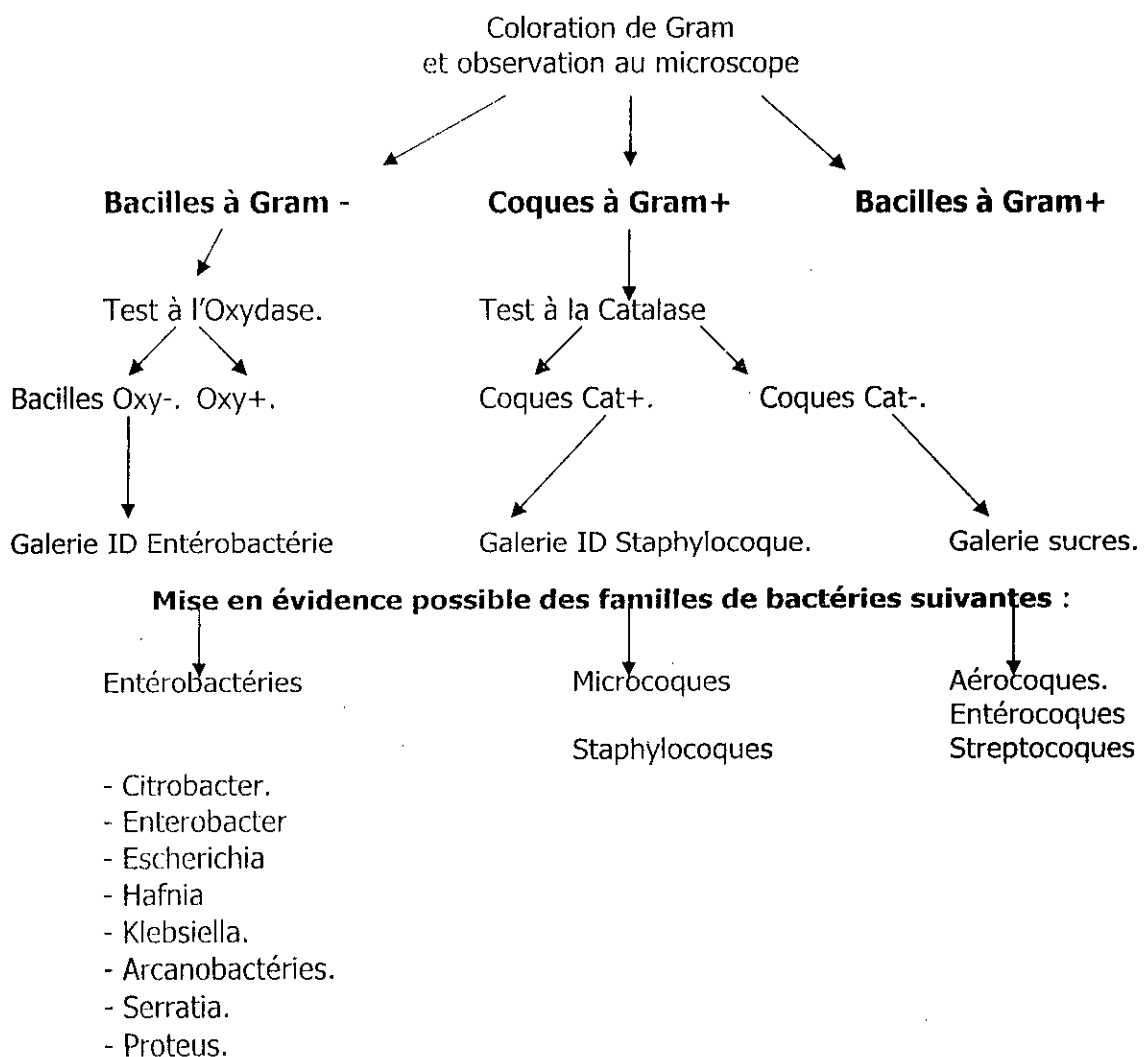 Coloration de Gram
et observation au microscope
Bacilles à Gram - Coques à Gram+ Bacilles à Gram+
Test à l'Oxydase. Test à la Catalase
Bacilles Oxy-. Oxy+. Coques Cat+. Coques Cat-.
Galerie ID Entérobactérie Galerie ID Staphylocoque. Galerie sucres.
Mise en évidence possible des familles de bactéries suivantes :
Entérobactéries Microcoques Aérocoques.
Entérocoques
Staphylocoques Streptocoques
- Citrobacter.
- Enterobacter
- Escherichia
- Hafnia
- Klebsiella.
- Arcanobactéries.
- Serratia.
- Proteus.